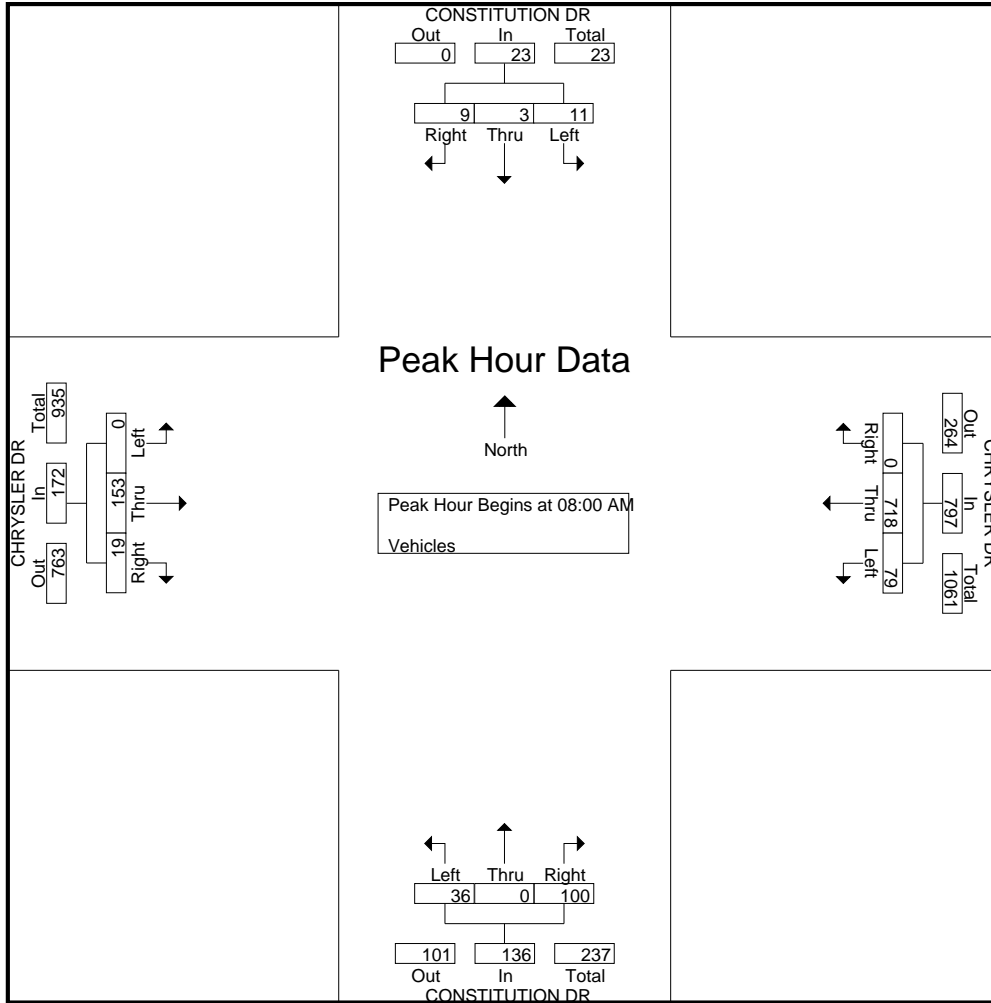 CONSTITUTION DR
Out In Total
0 23 23
9 3 11
Right Thru Left
Peak Hour Data
North
Peak Hour Begins at 08:00 AM
Vehicles
CHRYSLER DR
Total In Out
935 172 763
0 153 19
Left Thru Right
Right Thru Left
0 718 79
Out In Total
264 797 1061
CHRYSLER DR
Left Thru Right
36 0 100
101 136 237
Out In Total
CONSTITUTION DR